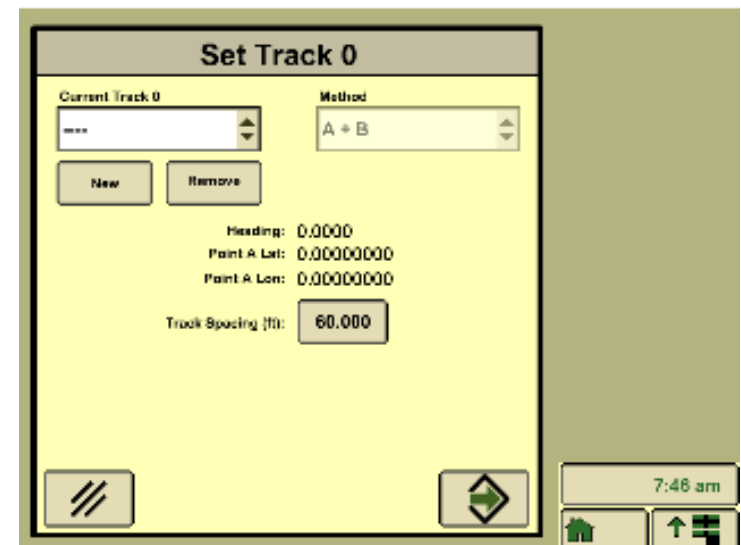 Set Track 0
Current Track 0
Method
---
A + B
New
Remove
Heading: 0.0000
Point A Lat: 0.00000000
Point A Lon: 0.00000000
Track Spacing (ft): 60.000
7:46 am